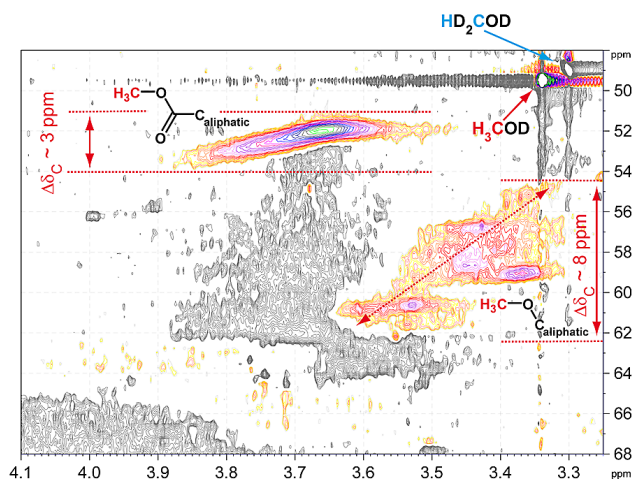 HD2COD
ppm
50
52
54
56
58
60
62
64
66
68
H3C
O
C aliphatic
O
H3COD
ΔδC ~ 3 ppm
ΔδC ~ 8 ppm
H3C
O
C aliphatic
4.1
4.0
3.9
3.8
3.7
3.6
3.5
3.4
3.3
ppm